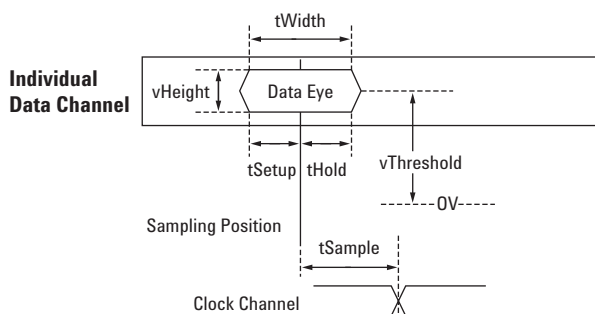 tWidth
Individual
Data Channel
vHeight
Data Eye
tSetup
tHold
vThreshold
0V
Sampling Position
tSample
Clock Channel